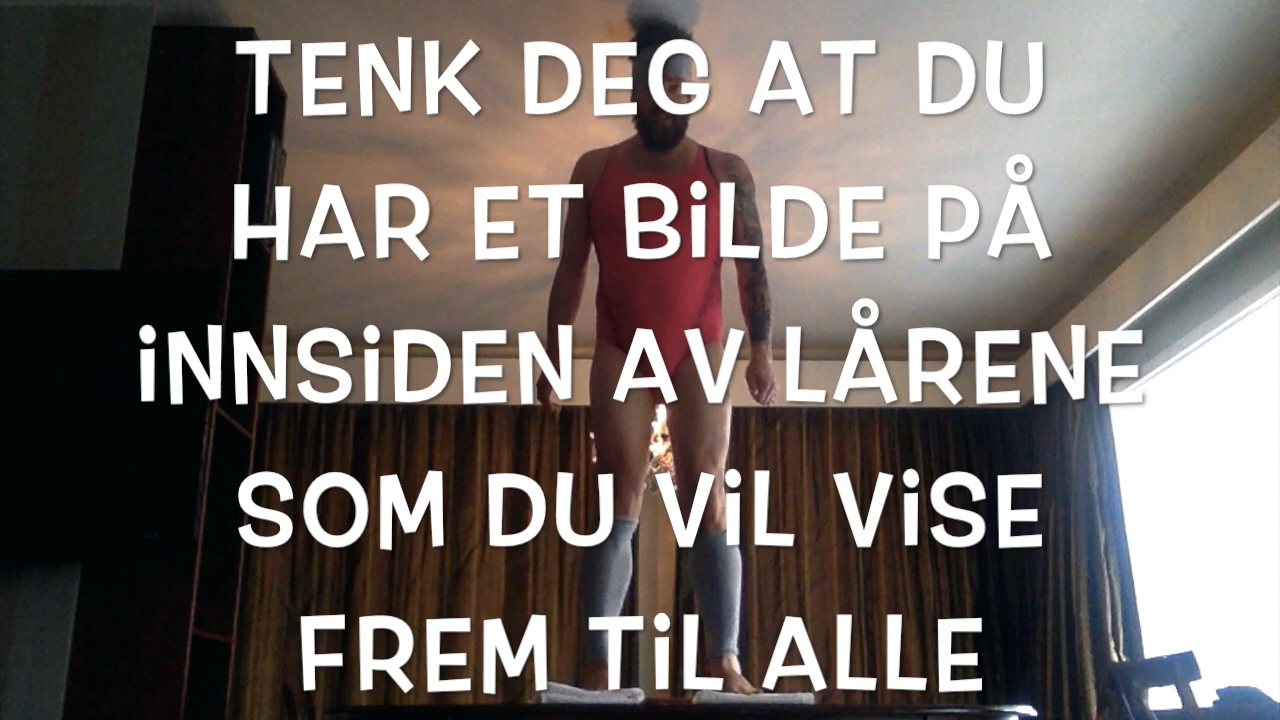 TENK DEG AT DU
HAR ET BILDE PÅ
INNSIDEN AV LÅRENE
SOM DU VIL VISE
FREM TIL ALLE